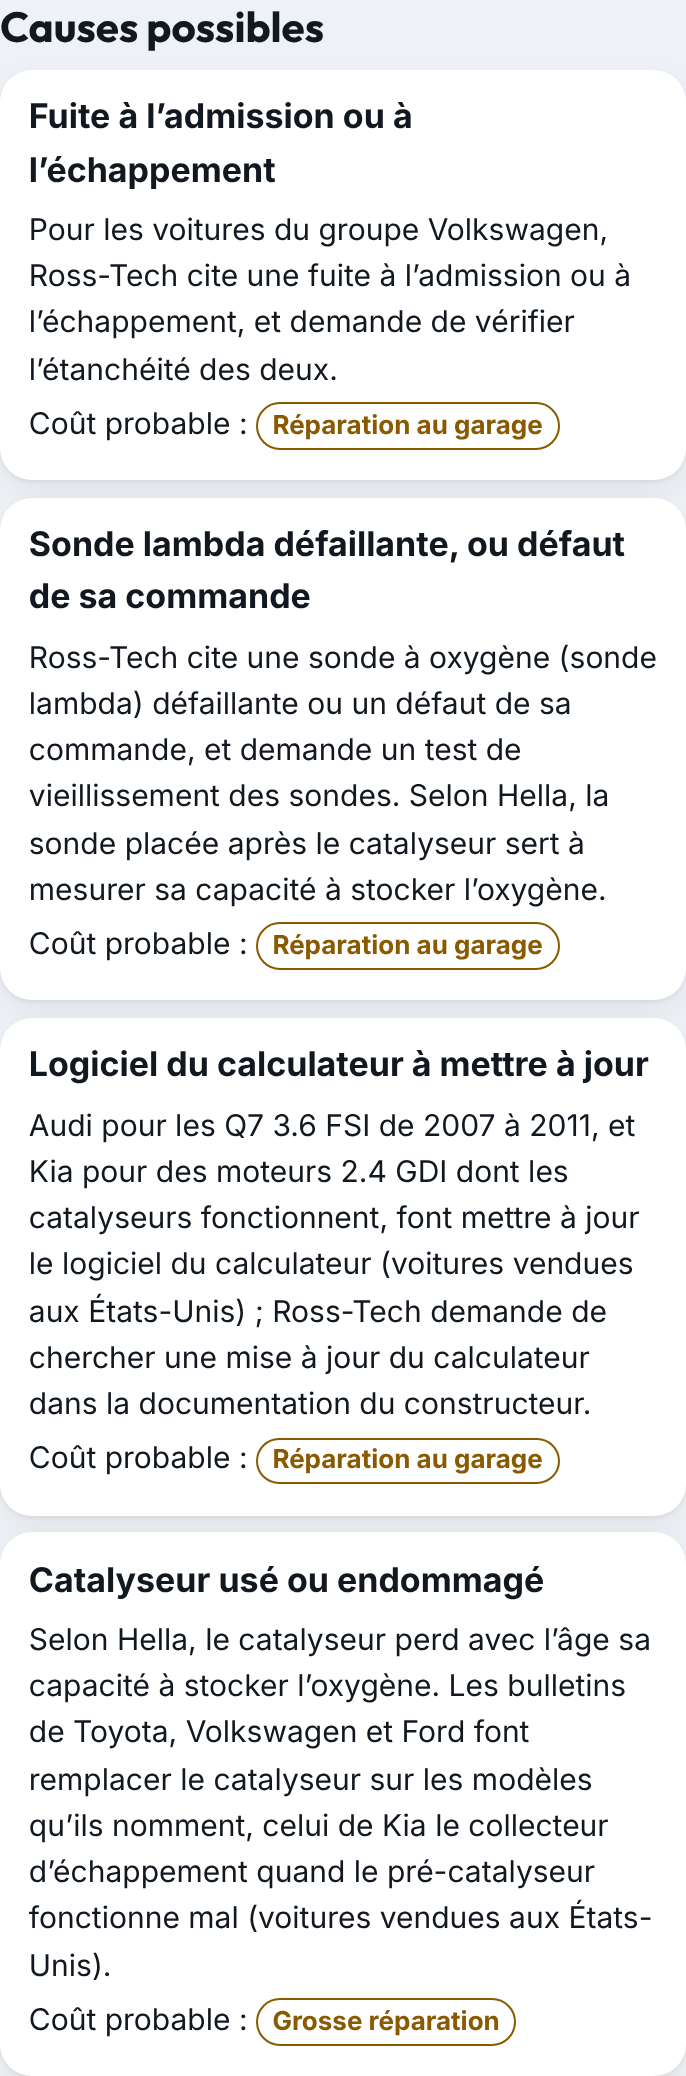 Causes possibles
Fuite à l’admission ou à
l’échappement
Pour les voitures du groupe Volkswagen,
Ross-Tech cite une fuite à l’admission ou à
l’échappement, et demande de vérifier
l’étanchéité des deux.
Coût probable : Réparation au garage
Sonde lambda défaillante, ou défaut
de sa commande
Ross-Tech cite une sonde à oxygène (sonde
lambda) défaillante ou un défaut de sa
commande, et demande un test de
vieillissement des sondes. Selon Hella, la
sonde placée après le catalyseur sert à
mesurer sa capacité à stocker l’oxygène.
Coût probable : Réparation au garage
Logiciel du calculateur à mettre à jour
Audi pour les Q7 3.6 FSI de 2007 à 2011, et
Kia pour des moteurs 2.4 GDI dont les
catalyseurs fonctionnent, font mettre à jour
le logiciel du calculateur (voitures vendues
aux États-Unis) ; Ross-Tech demande de
chercher une mise à jour du calculateur
dans la documentation du constructeur.
Coût probable : Réparation au garage
Catalyseur usé ou endommagé
Selon Hella, le catalyseur perd avec l’âge sa
capacité à stocker l’oxygène. Les bulletins
de Toyota, Volkswagen et Ford font
remplacer le catalyseur sur les modèles
qu’ils nomment, celui de Kia le collecteur
d’échappement quand le pré-catalyseur
fonctionne mal (voitures vendues aux États-
Unis).
Coût probable : Grosse réparation